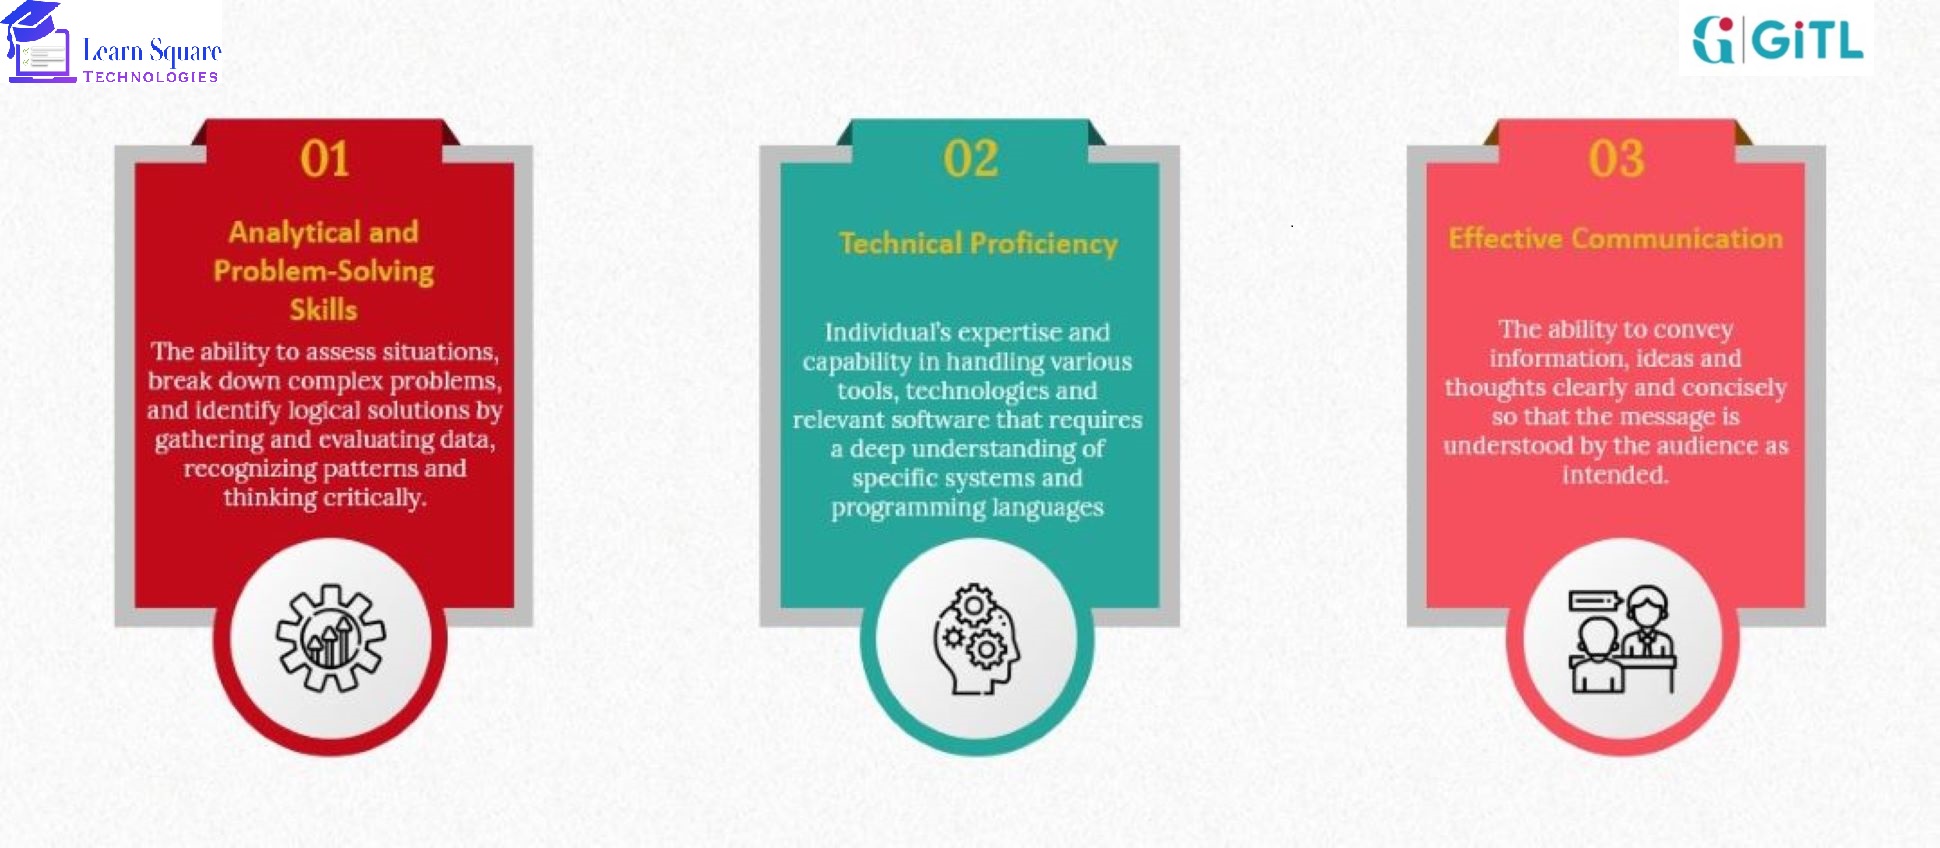 Learn Square
TECHNOLOGIES
GiTL
01
Analytical and
Problem-Solving
Skills
The ability to assess situations,
break down complex problems,
and identify logical solutions by
gathering and evaluating data,
recognizing patterns and
thinking critically.
02
Technical Proficiency
Individual's expertise and
capability in handling various
tools, technologies and
relevant software that requires
a deep understanding of
specific systems and
programming languages
03
Effective Communication
The ability to convey
information, ideas and
thoughts clearly and concisely
so that the message is
understood by the audience as
intended.